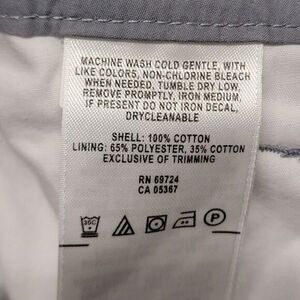 MACHINE WASH COLD GENTLE, WITH
LIKE COLORS, NON-CHLORINE BLEACH
WHEN NEEDED, TUMBLE DRY LOW,
REMOVE PROMPTLY, IRON MEDIUM,
IF PRESENT DO NOT IRON DECAL,
DRYCLEANABLE
SHELL: 100% COTTON
LINING: 65% POLYESTER, 35% COTTON
EXCLUSIVE OF TRIMMING
RN 69724
CA 05367
30C P